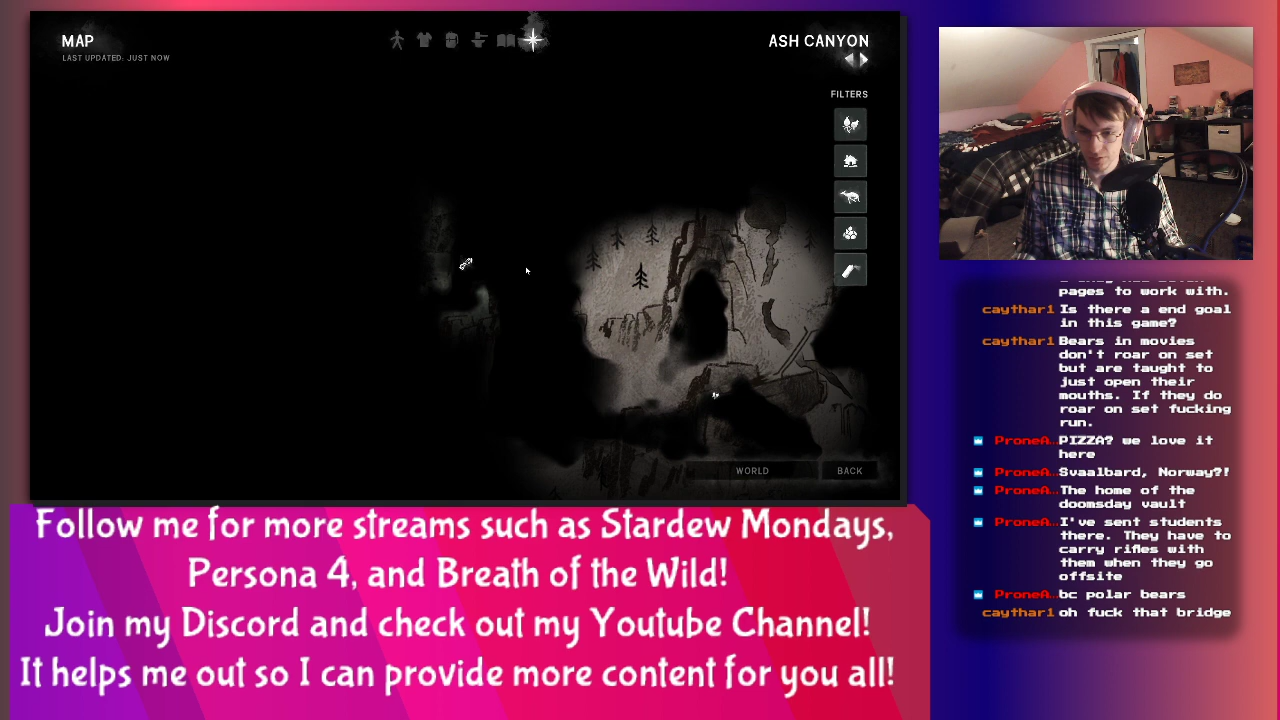 MAP
LAST UPDATED: JUST NOW
ASH CANYON
FILTERS
WORLD
BACK
pages to work with.
caythar1 Is there a end goal
in this game?
caythar1 Bears in movies
don't roar on set
but are taught to
just open their
mouths. If they do
roar on set fucking
run.
ProneA.. PIZZA? we love it
here
ProneA.. Svaalbard, Norway?!
ProneA.. The home of the
doomsday vault
ProneA.. I've sent students
there. They have to
carry rifles with
them when they go
offsite
ProneA.. bc polar bears
caythar1 oh fuck that bridge
Follow me for more streams such as Stardew Mondays,
Persona 4, and Breath of the Wild!
Join my Discord and check out my Youtube Channel!
It helps me out so I can provide more content for you all!